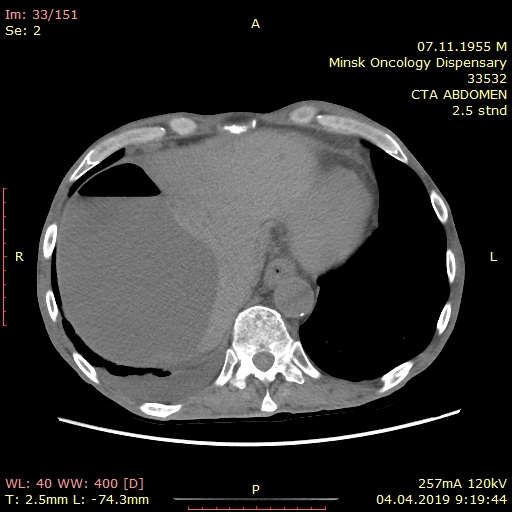 Im: 33/151
Se: 2
A
07.11.1955 M
Minsk Oncology Dispensary
33532
CTA ABDOMEN
2.5 stnd
R
L
WL: 40 WW: 400 [D]
T: 2.5mm L: -74.3mm
P
257mA 120kV
04.04.2019 9:19:44